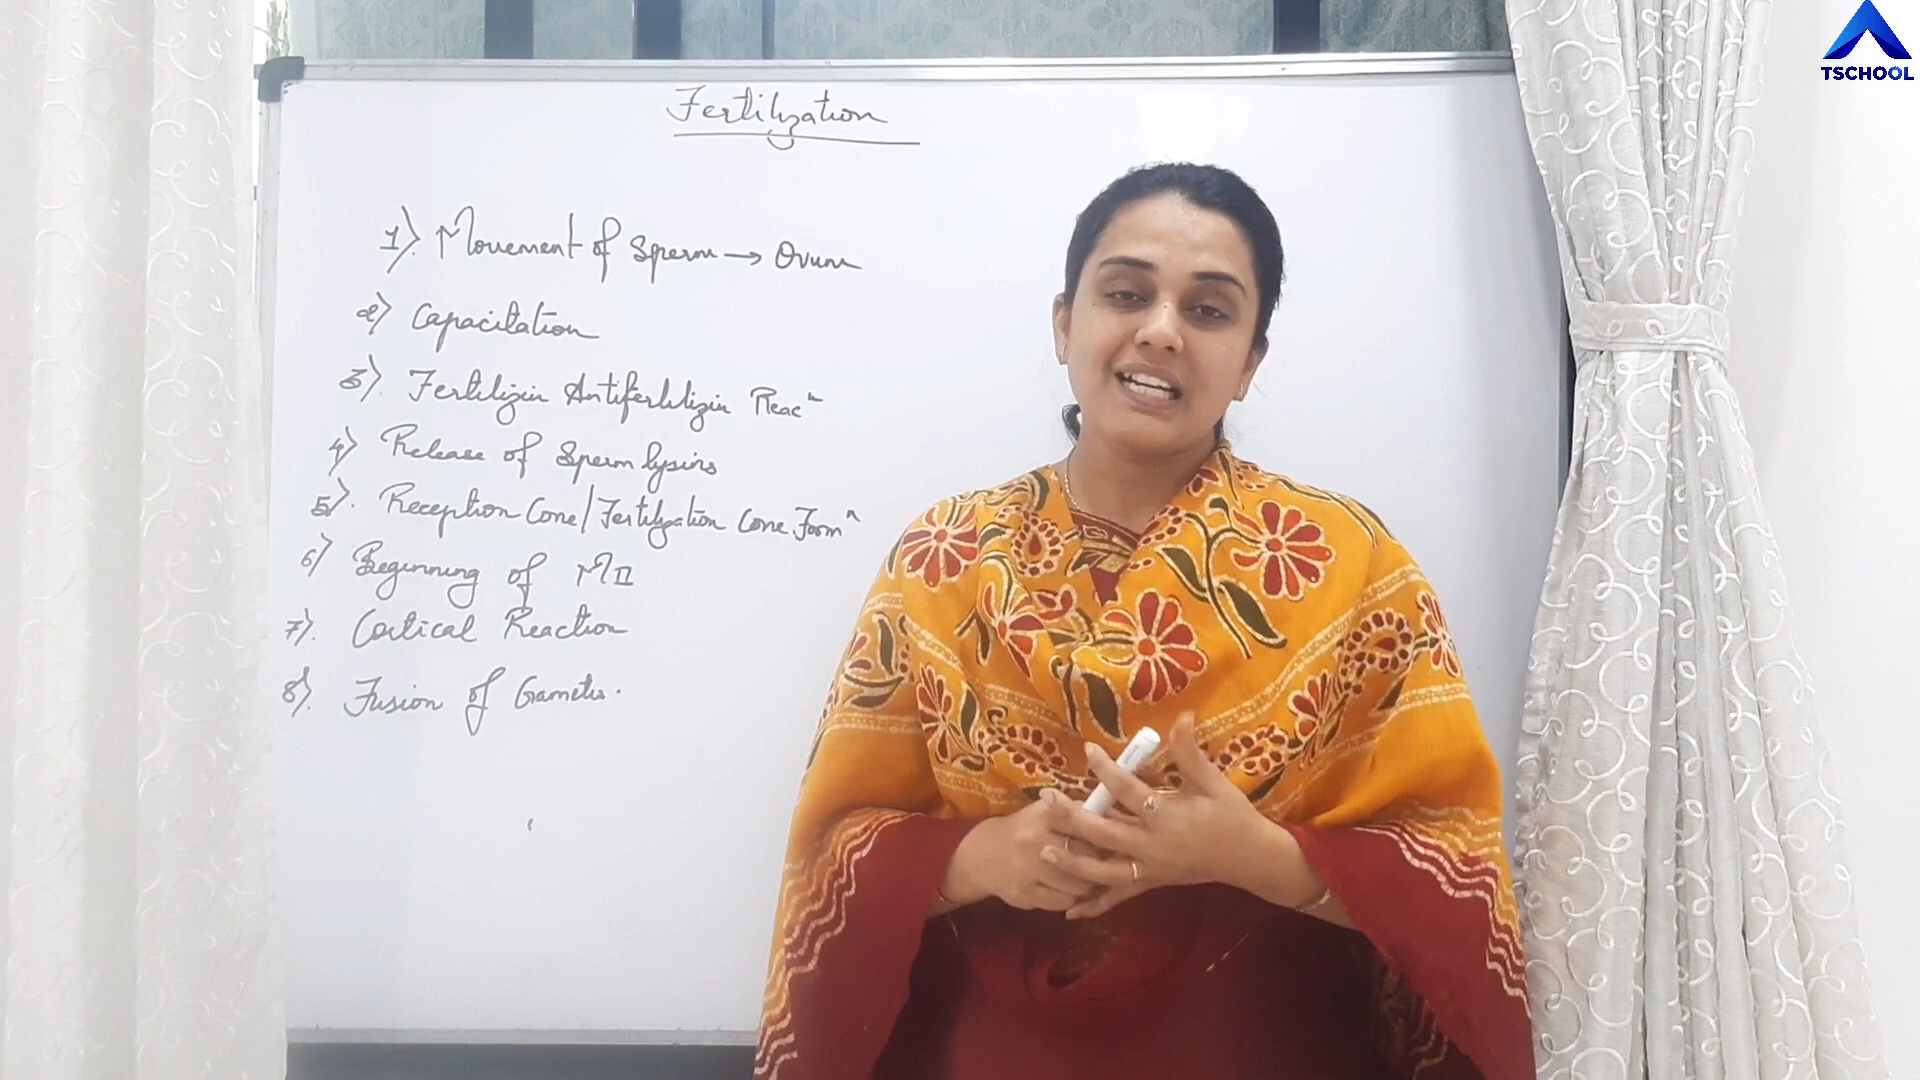 TSCHOOL
Fertilization
1). Movement of Sperm → Ovum
2) Capacitation
3). Fertilizin Antifertilizin Reacⁿ
4) Release of Sperm lysins
5). Reception Cone/Fertilization Cone Formⁿ
6) Beginning of MII
7). Cortical Reaction
8). Fusion of Gametes.